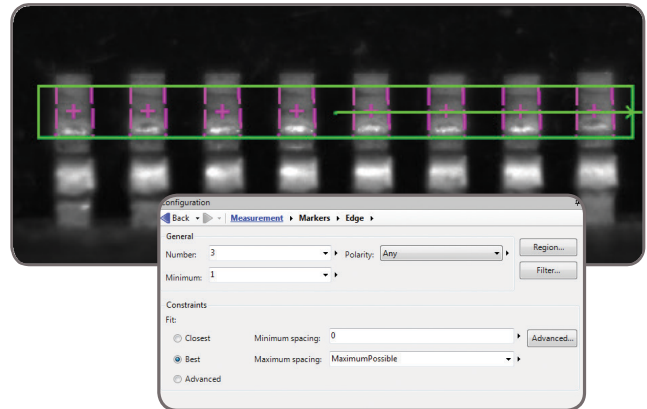 Configuration
Back Measurement Markers Edge
General
Number: 3 Polarity: Any Region...
Minimum: 1 Filter...
Constraints
Fit:
Closest Minimum spacing: 0 Advanced...
Best Maximum spacing: MaximumPossible
Advanced